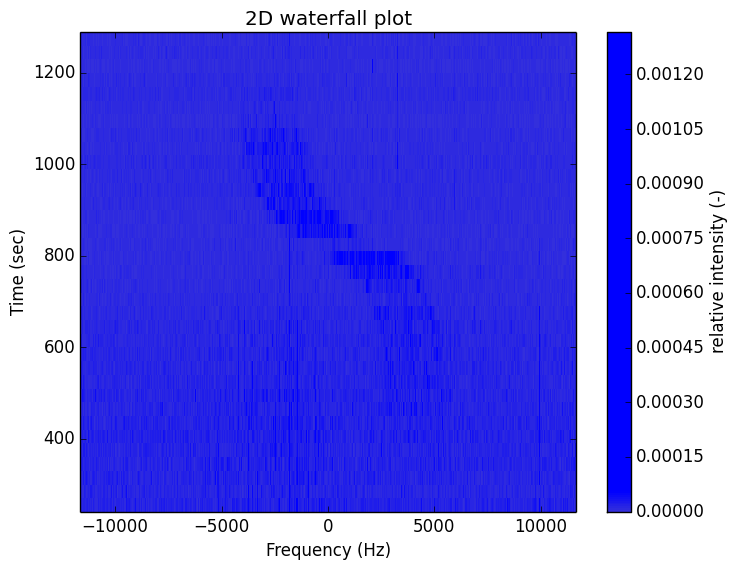 2D waterfall plot
1200
1000
800
600
400
Time (sec)
−10000 −5000 0 5000 10000
Frequency (Hz)
0.00120
0.00105
0.00090
0.00075
0.00060
0.00045
0.00030
0.00015
0.00000
relative intensity (-)